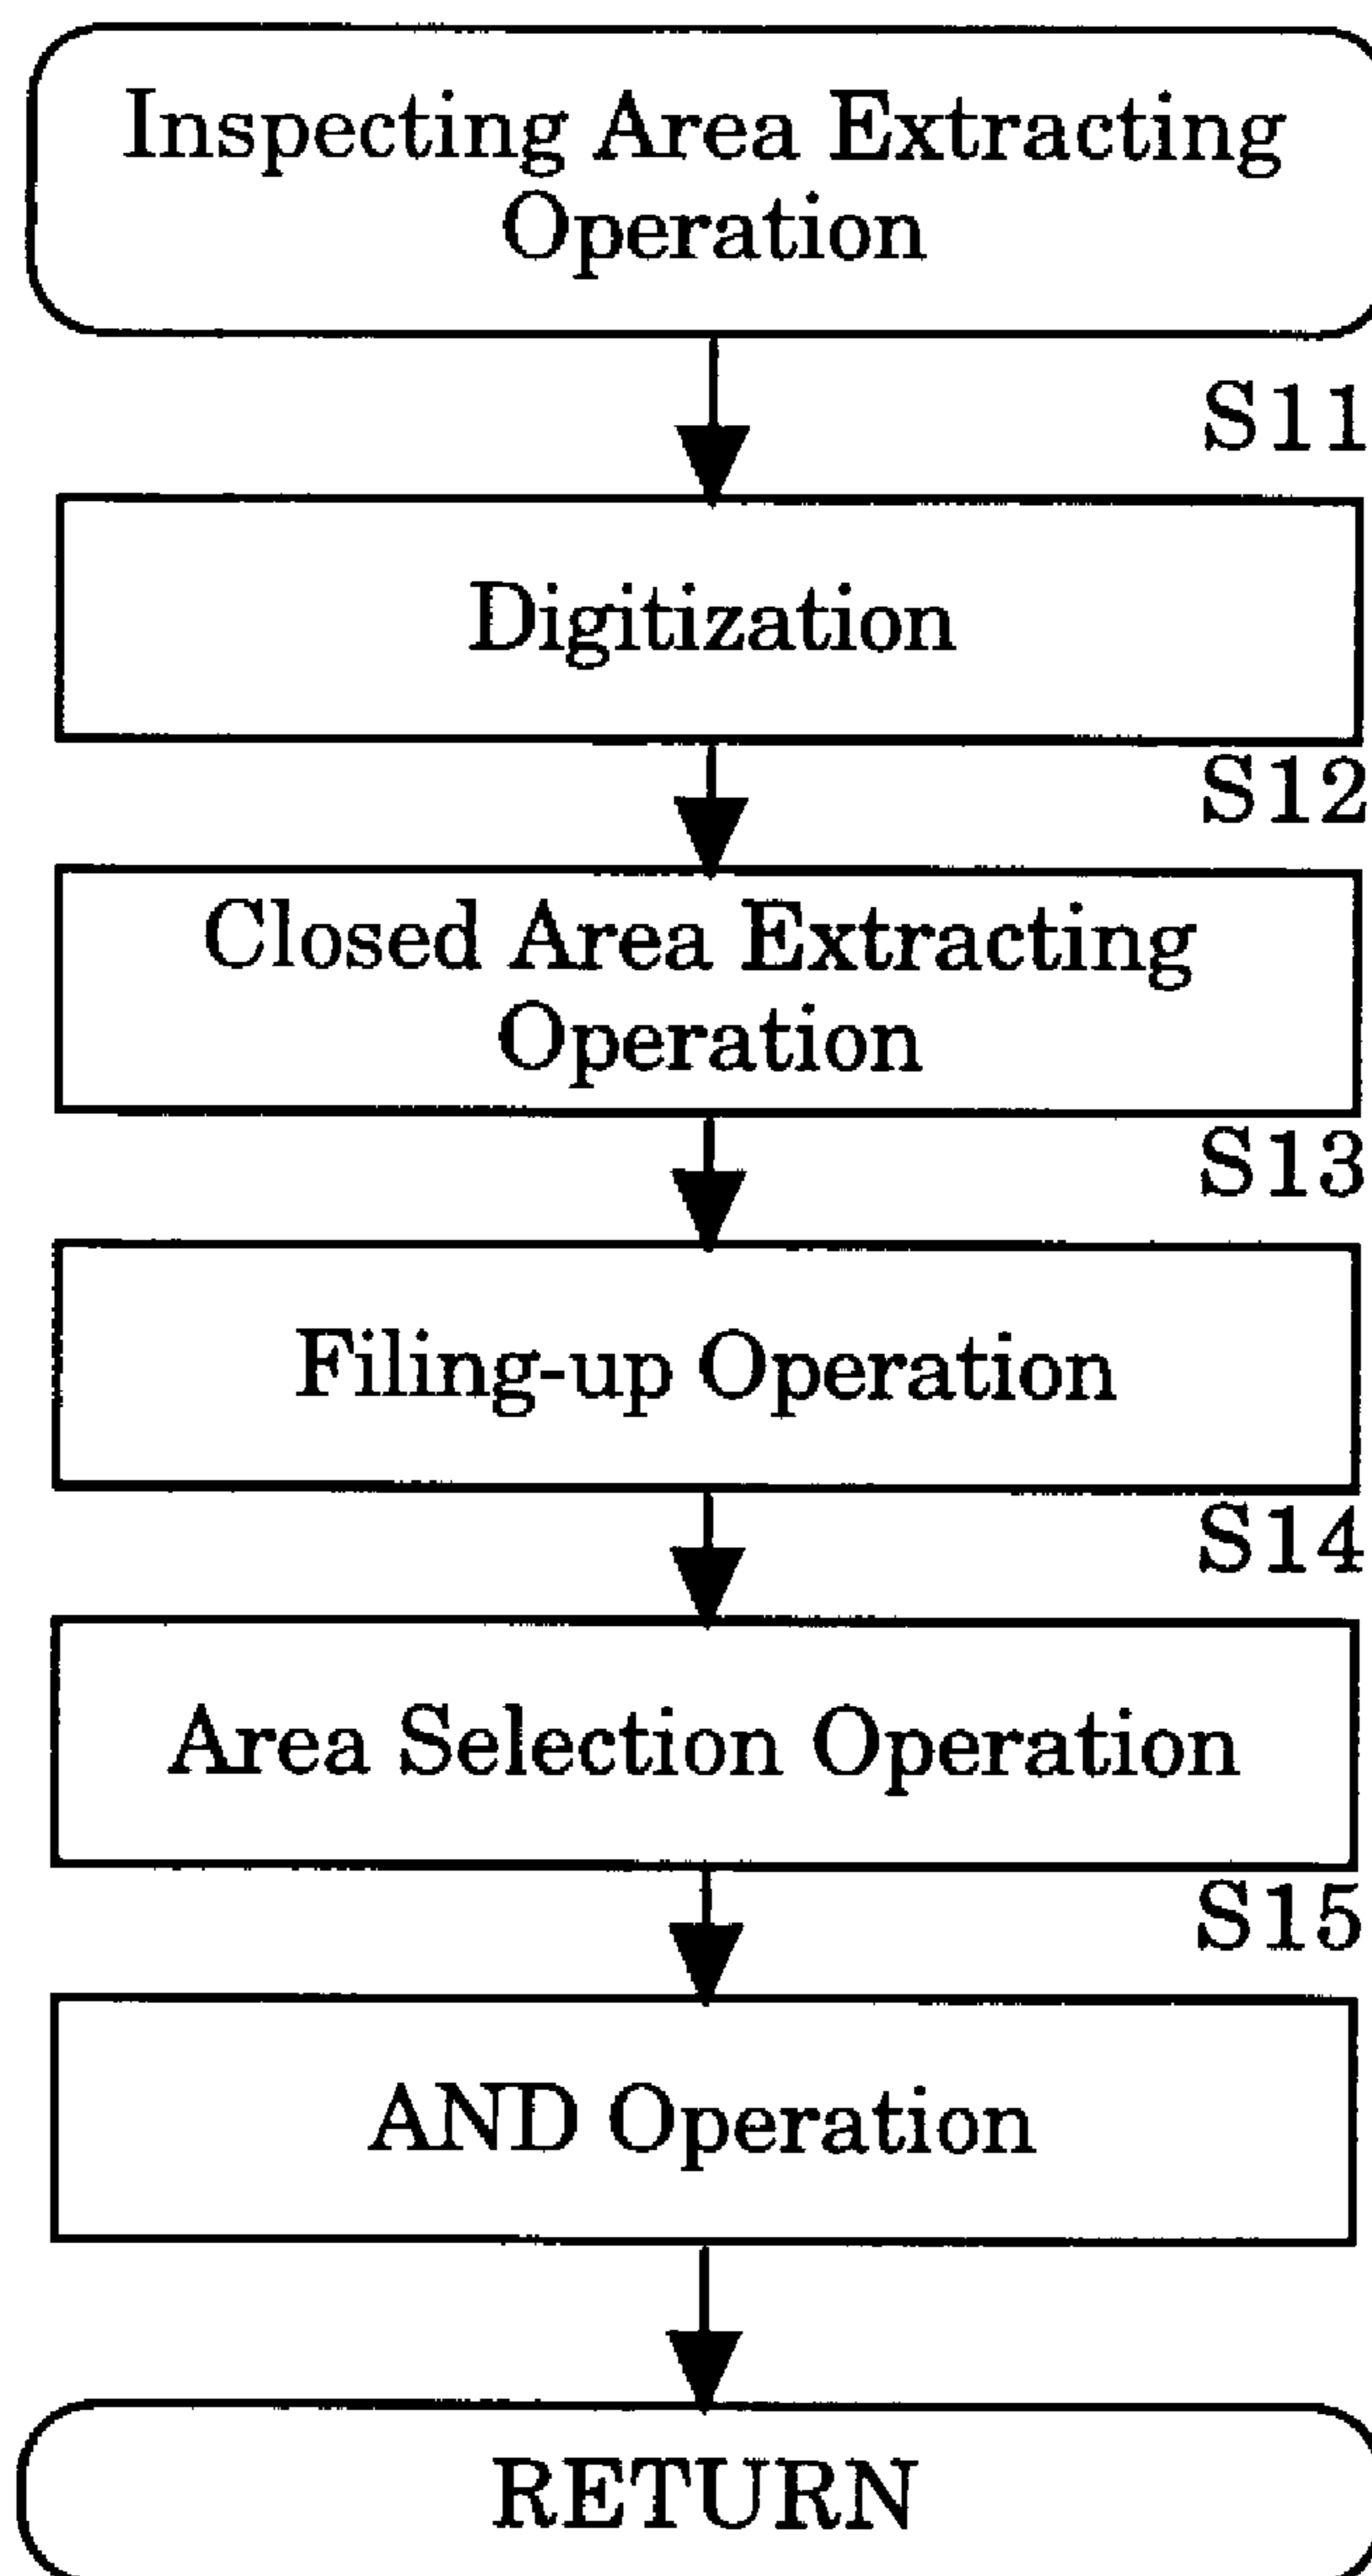 Inspecting Area Extracting
Operation
S11
Digitization
S12
Closed Area Extracting
Operation
S13
Filing-up Operation
S14
Area Selection Operation
S15
AND Operation
RETURN